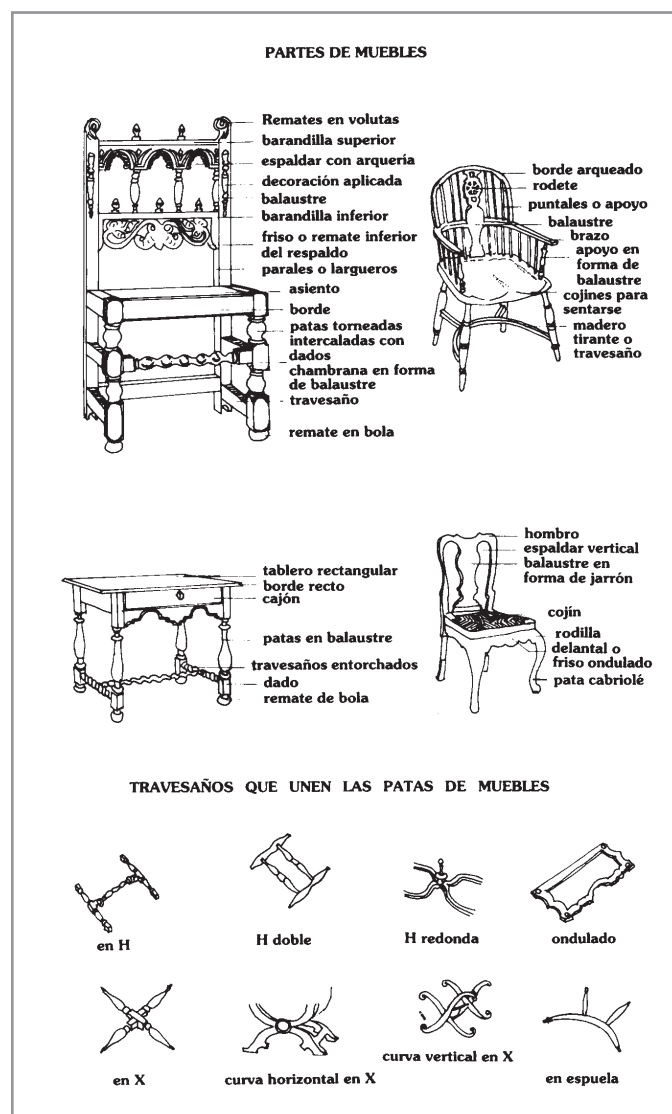 PARTES DE MUEBLES
Remates en volutas
barandilla superior
espaldar con arquería
decoración aplicada
balaustre
barandilla inferior
friso o remate inferior
del respaldo
parales o largueros
asiento
borde
patas torneadas
intercaladas con
dados
chambrana en forma
de balaustre
travesaño
remate en bola
borde arqueado
rodete
puntales o apoyo
balaustre
brazo
apoyo en
forma de
balaustre
cojines para
sentarse
madero
tirante o
travesaño
tablero rectangular
borde recto
cajón
patas en balaustre
travesaños entorchados
dado
remate de bola
hombro
espaldar vertical
balaustre en
forma de jarrón
cojín
rodilla
delantal o
friso ondulado
pata cabriolé
TRAVESAÑOS QUE UNEN LAS PATAS DE MUEBLES
en H
H doble
H redonda
ondulado
en X
curva horizontal en X
curva vertical en X
en espuela